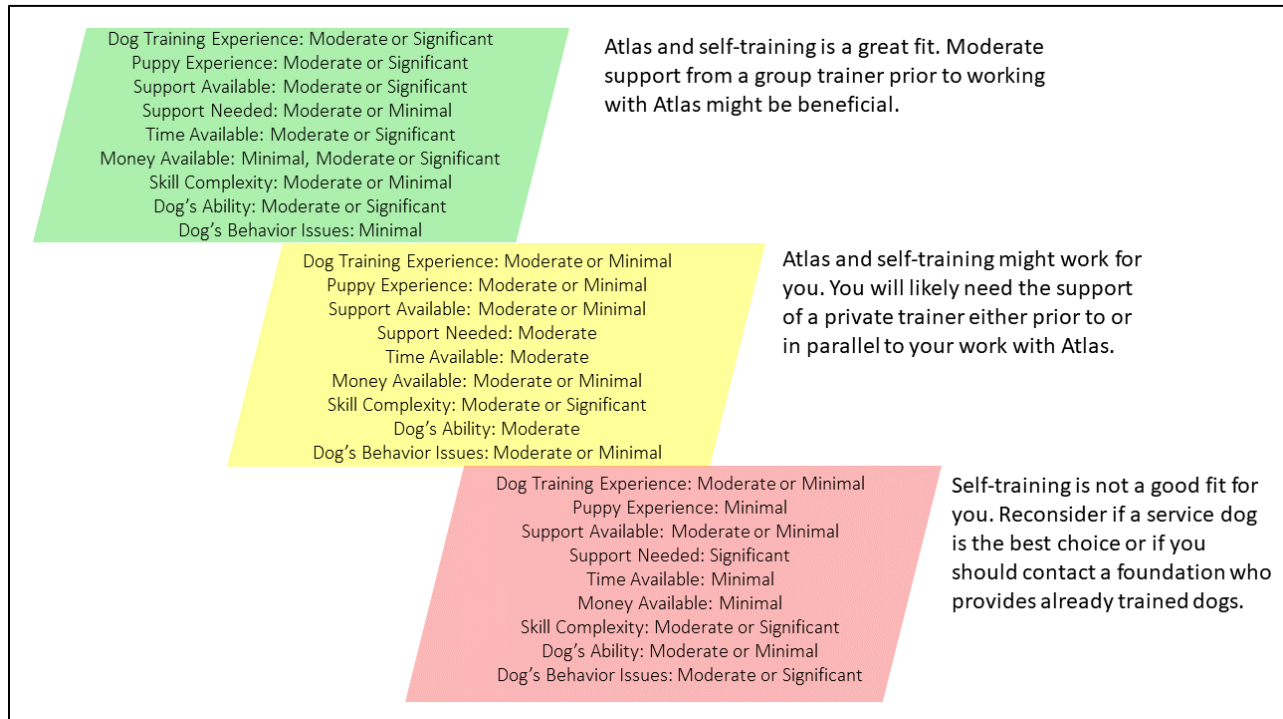 Dog Training Experience: Moderate or Significant
Puppy Experience: Moderate or Significant
Support Available: Moderate or Significant
Support Needed: Moderate or Minimal
Time Available: Moderate or Significant
Money Available: Minimal, Moderate or Significant
Skill Complexity: Moderate or Minimal
Dog’s Ability: Moderate or Significant
Dog’s Behavior Issues: Minimal
Atlas and self-training is a great fit. Moderate
support from a group trainer prior to working
with Atlas might be beneficial.
Dog Training Experience: Moderate or Minimal
Puppy Experience: Moderate or Minimal
Support Available: Moderate or Minimal
Support Needed: Moderate
Time Available: Moderate
Money Available: Moderate or Minimal
Skill Complexity: Moderate or Significant
Dog’s Ability: Moderate
Dog’s Behavior Issues: Moderate or Minimal
Atlas and self-training might work for
you. You will likely need the support
of a private trainer either prior to or
in parallel to your work with Atlas.
Dog Training Experience: Moderate or Minimal
Puppy Experience: Minimal
Support Available: Moderate or Minimal
Support Needed: Significant
Time Available: Minimal
Money Available: Minimal
Skill Complexity: Moderate or Significant
Dog’s Ability: Moderate or Minimal
Dog’s Behavior Issues: Moderate or Significant
Self-training is not a good fit for
you. Reconsider if a service dog
is the best choice or if you
should contact a foundation who
provides already trained dogs.